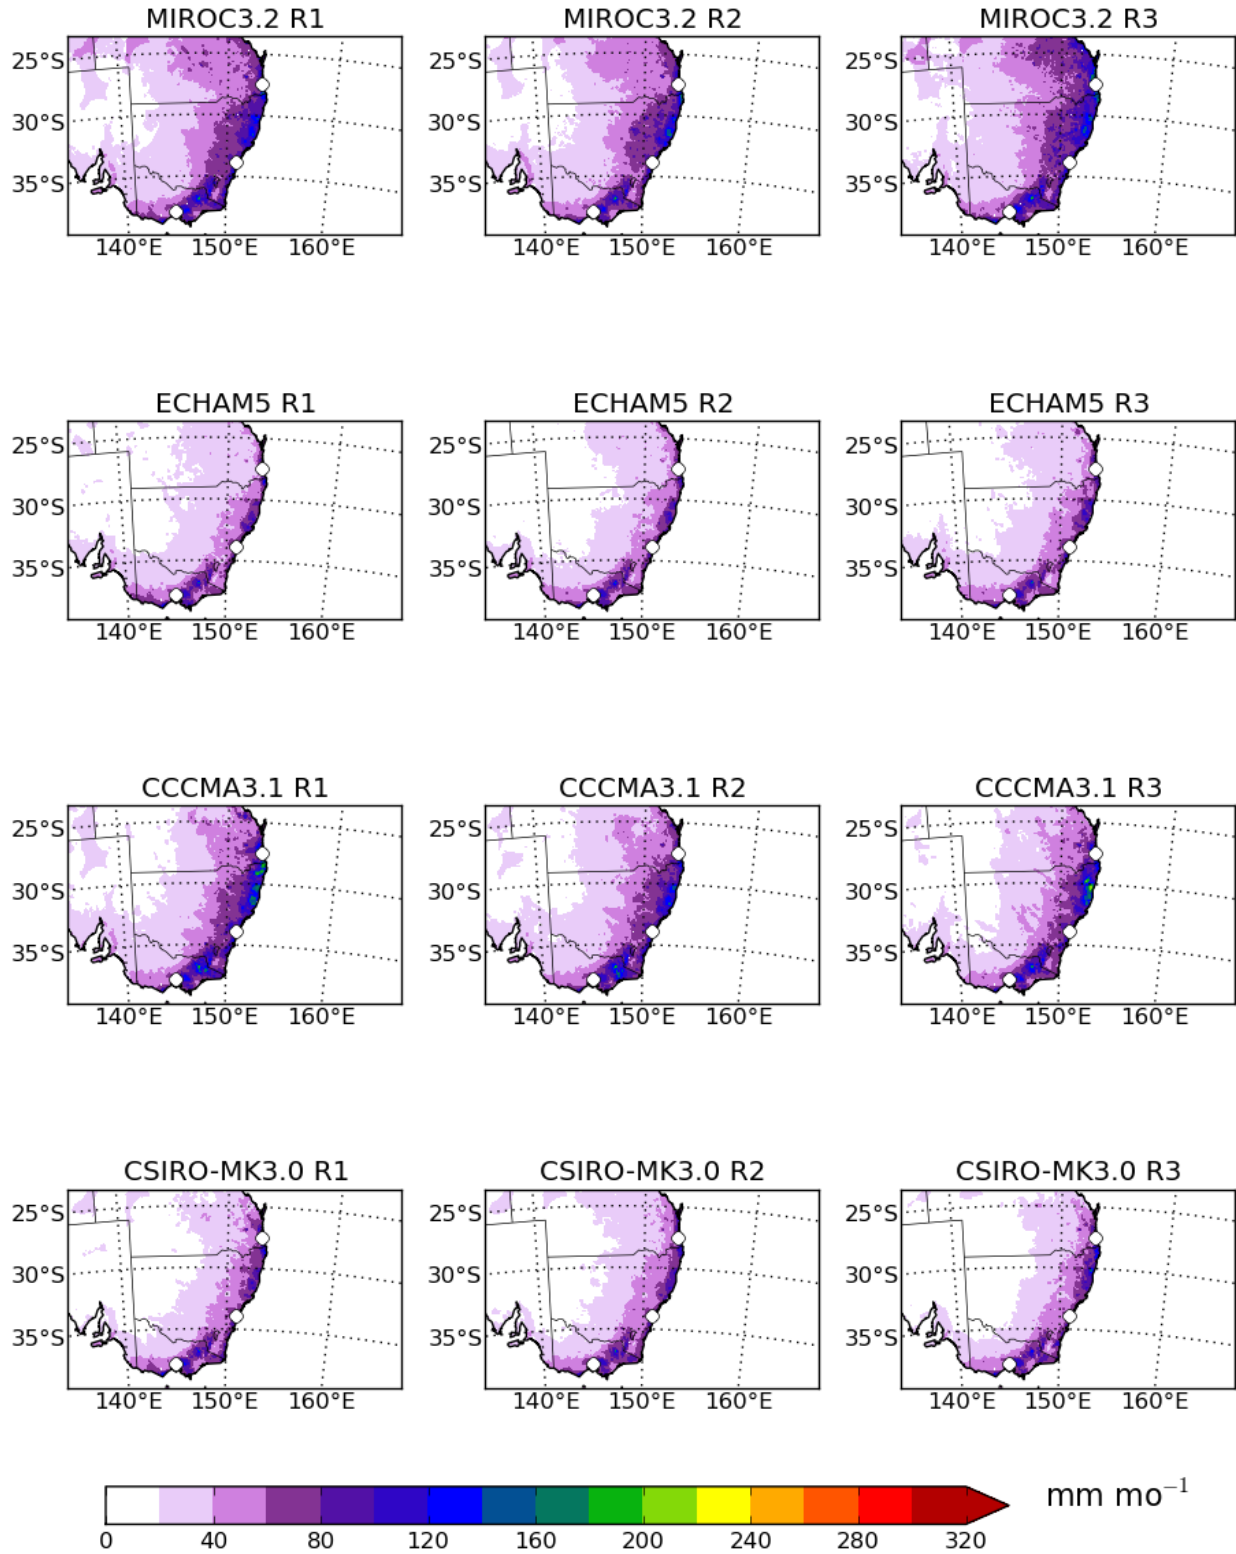 MIROC3.2 R1 MIROC3.2 R2 MIROC3.2 R3
25°S 25°S 25°S
30°S 30°S 30°S
35°S 35°S 35°S
140°E 150°E 160°E 140°E 150°E 160°E 140°E 150°E 160°E
ECHAM5 R1 ECHAM5 R2 ECHAM5 R3
25°S 25°S 25°S
30°S 30°S 30°S
35°S 35°S 35°S
140°E 150°E 160°E 140°E 150°E 160°E 140°E 150°E 160°E
CCCMA3.1 R1 CCCMA3.1 R2 CCCMA3.1 R3
25°S 25°S 25°S
30°S 30°S 30°S
35°S 35°S 35°S
140°E 150°E 160°E 140°E 150°E 160°E 140°E 150°E 160°E
CSIRO-MK3.0 R1 CSIRO-MK3.0 R2 CSIRO-MK3.0 R3
25°S 25°S 25°S
30°S 30°S 30°S
35°S 35°S 35°S
140°E 150°E 160°E 140°E 150°E 160°E 140°E 150°E 160°E
mm mo⁻¹
0 40 80 120 160 200 240 280 320